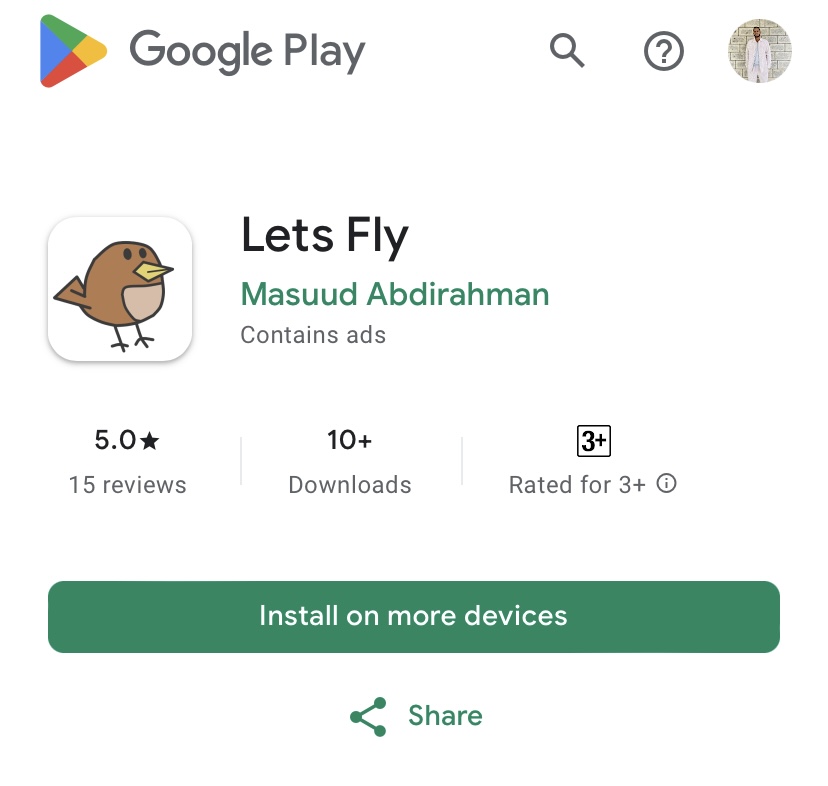 Google Play
Lets Fly
Masuud Abdirahman
Contains ads
5.0★
10+
3+
15 reviews
Downloads
Rated for 3+
Install on more devices
Share